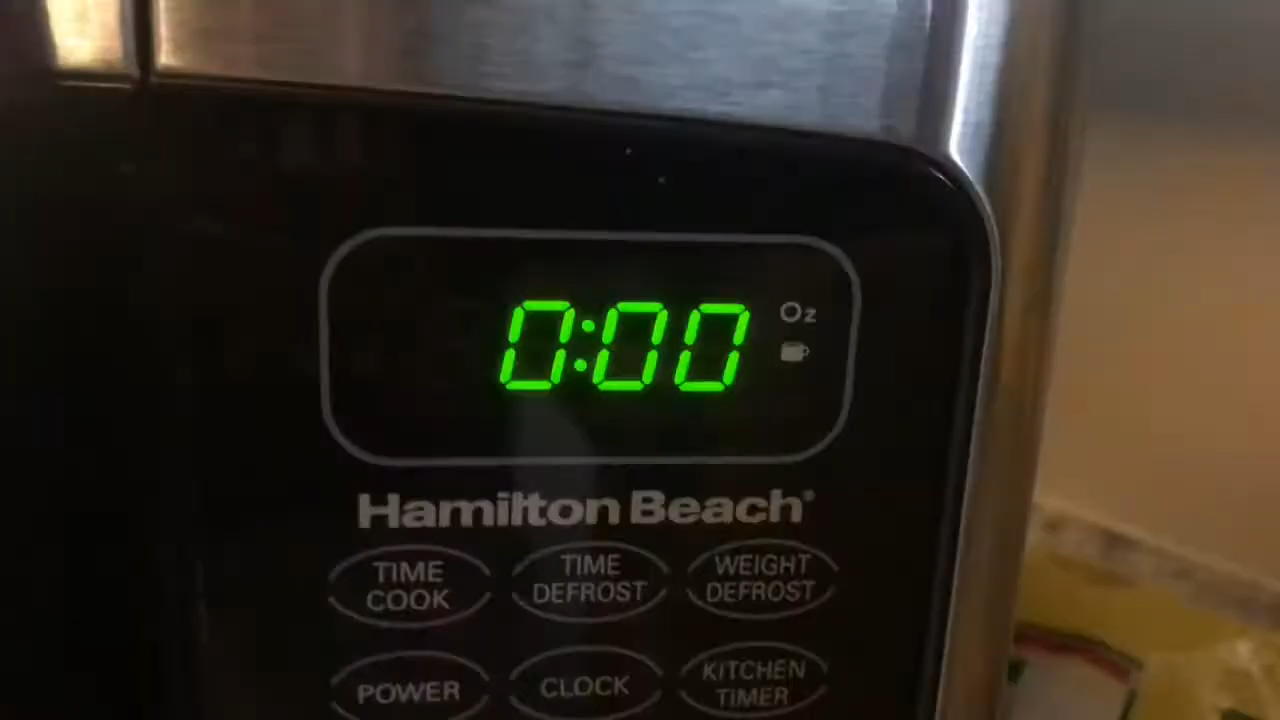 0:00
Oz
Hamilton Beach®
TIME COOK
TIME DEFROST
WEIGHT DEFROST
POWER
CLOCK
KITCHEN TIMER